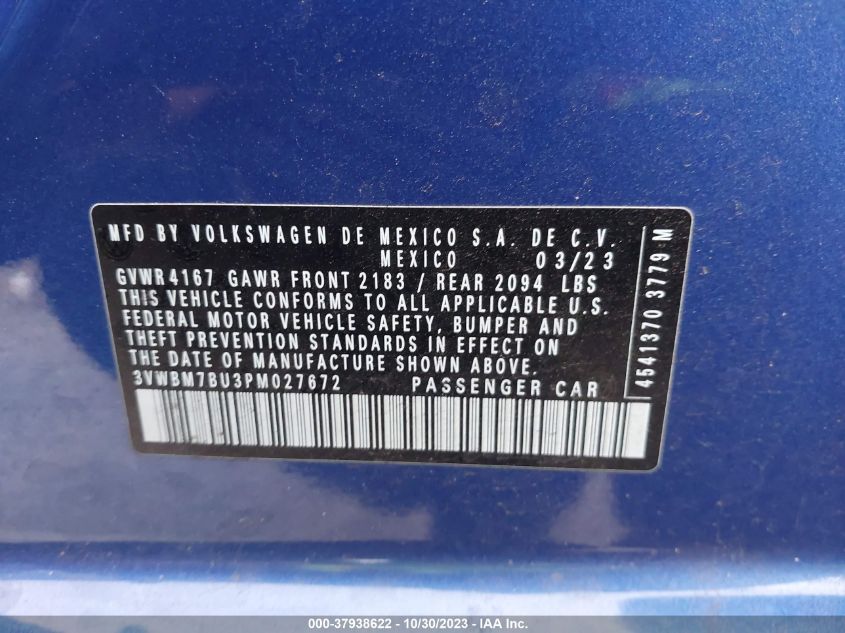 MFD BY VOLKSWAGEN DE MEXICO S.A. DE C.V.
MEXICO 03/23
GVWR 4167 GAWR FRONT 2183 / REAR 2094 LBS
THIS VEHICLE CONFORMS TO ALL APPLICABLE U.S.
FEDERAL MOTOR VEHICLE SAFETY, BUMPER AND
THEFT PREVENTION STANDARDS IN EFFECT ON
THE DATE OF MANUFACTURE SHOWN ABOVE.
3VWBM7BU3PM027672 PASSENGER CAR
4541370 3779 M
000-37938622 - 10/30/2023 - IAA Inc.